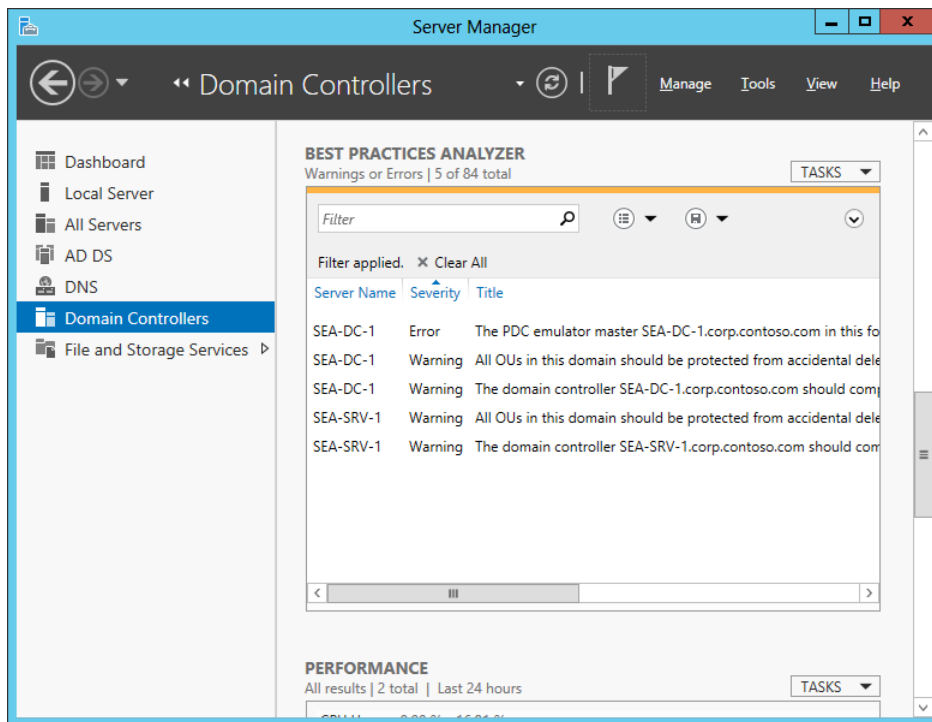 Server Manager
Domain Controllers
Manage Tools View Help
Dashboard
Local Server
All Servers
AD DS
DNS
Domain Controllers
File and Storage Services
BEST PRACTICES ANALYZER
Warnings or Errors | 5 of 84 total
TASKS
Filter
Filter applied. Clear All
Server Name Severity Title
SEA-DC-1 Error The PDC emulator master SEA-DC-1.corp.contoso.com in this fo
SEA-DC-1 Warning All OUs in this domain should be protected from accidental dele
SEA-DC-1 Warning The domain controller SEA-DC-1.corp.contoso.com should comp
SEA-SRV-1 Warning All OUs in this domain should be protected from accidental dele
SEA-SRV-1 Warning The domain controller SEA-SRV-1.corp.contoso.com should com
PERFORMANCE
All results | 2 total | Last 24 hours
TASKS